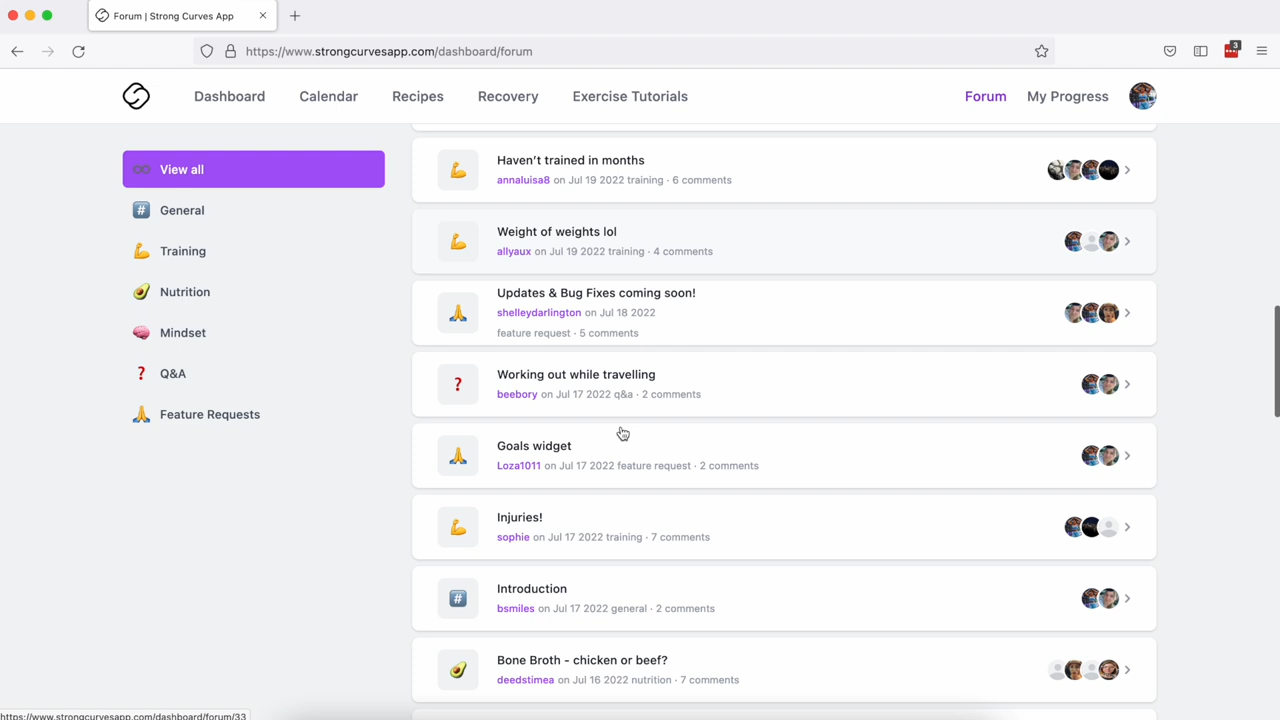 Forum | Strong Curves App
https://www.strongcurvesapp.com/dashboard/forum
3
Dashboard
Calendar
Recipes
Recovery
Exercise Tutorials
Forum
My Progress
View all
# General
Training
Nutrition
Mindset
? Q&A
Feature Requests
Haven't trained in months
annaluisa8 on Jul 19 2022 training · 6 comments
Weight of weights lol
allyaux on Jul 19 2022 training · 4 comments
Updates & Bug Fixes coming soon!
shelleydarlington on Jul 18 2022
feature request · 5 comments
?
Working out while travelling
beebory on Jul 17 2022 q&a · 2 comments
Goals widget
Loza1011 on Jul 17 2022 feature request · 2 comments
Injuries!
sophie on Jul 17 2022 training · 7 comments
#
Introduction
bsmiles on Jul 17 2022 general · 2 comments
Bone Broth - chicken or beef?
deedstimea on Jul 16 2022 nutrition · 7 comments
https://www.strongcurvesapp.com/dashboard/forum/33